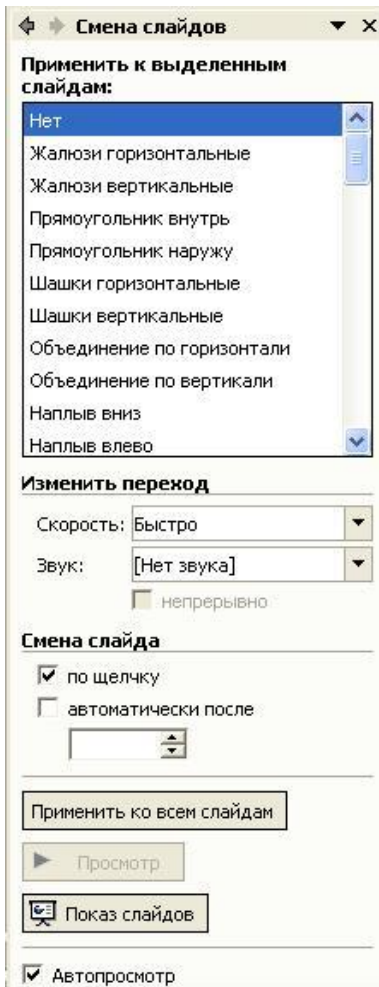 Смена слайдов
Применить к выделенным
слайдам:
Нет
Жалюзи горизонтальные
Жалюзи вертикальные
Прямоугольник внутрь
Прямоугольник наружу
Шашки горизонтальные
Шашки вертикальные
Объединение по горизонтали
Объединение по вертикали
Наплыв вниз
Наплыв влево
Изменить переход
Скорость: Быстро
Звук: [Нет звука]
непрерывно
Смена слайда
по щелчку
автоматически после
Применить ко всем слайдам
Просмотр
Показ слайдов
Автопросмотр